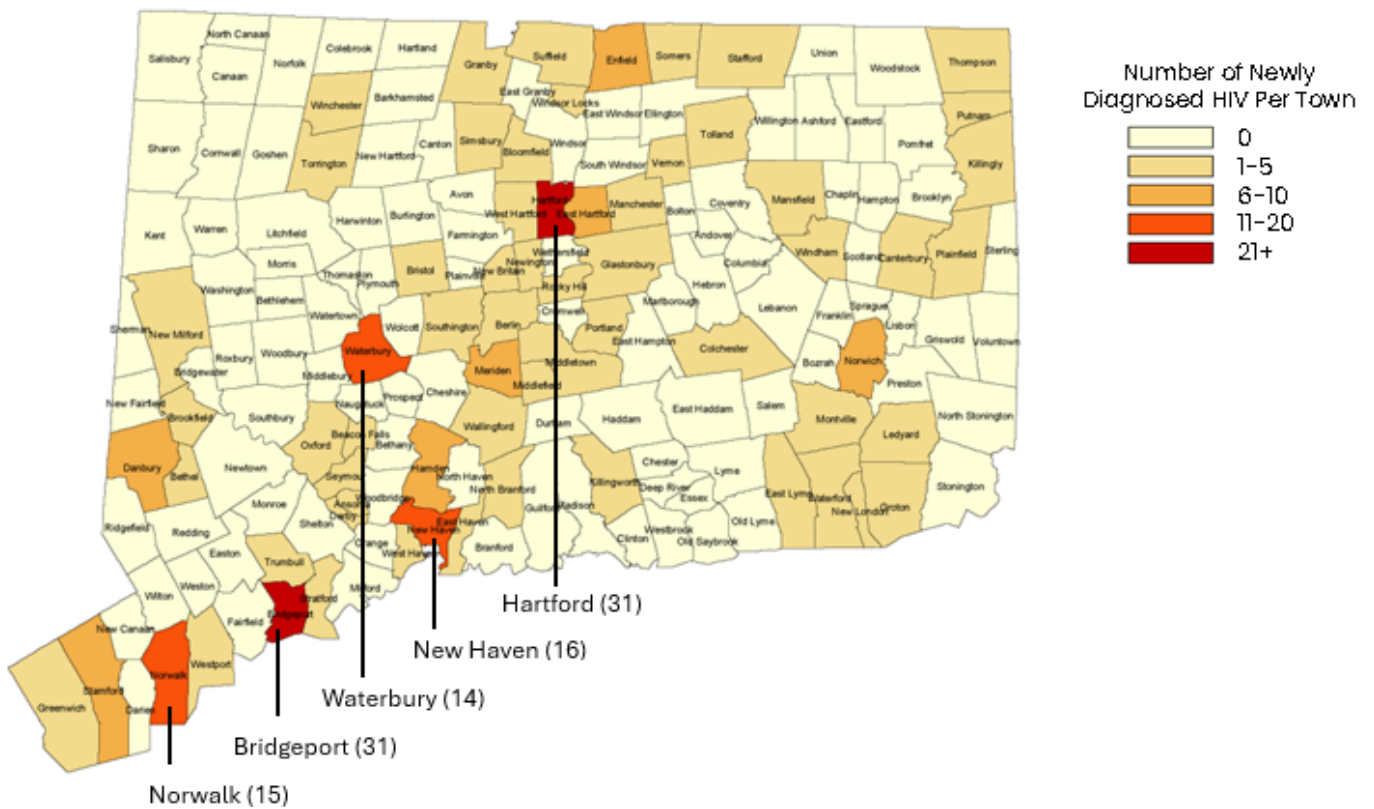 North Canaan
Colebrook
Hartland
Salisbury
Norfolk
Canaan
Granby
Suffield
Enfield
Somers
Stafford
Union
Woodstock
Thompson
East Granby
Windsor Locks
Winchester
Barkhamsted
East Windsor
Ellington
Willington
Ashford
Eastford
Putnam
Sharon
Cornwall
Goshen
Torrington
New Hartford
Canton
Simsbury
Bloomfield
Windsor
South Windsor
Vernon
Tolland
Pomfret
Killingly
Kent
Warren
Litchfield
Harwinton
Burlington
Avon
West Hartford
Hartford
East Hartford
Manchester
Bolton
Coventry
Mansfield
Chaplin
Hampton
Brooklyn
Morris
Farmington
Andover
Columbia
Windham
Scotland
Canterbury
Plainfield
Sterling
Washington
Bethlehem
Thomaston
Plymouth
Bristol
Plainville
New Britain
Newington
Wethersfield
Rocky Hill
Glastonbury
Hebron
Marlborough
Lebanon
Franklin
Sprague
Lisbon
Griswold
Voluntown
Sherman
New Milford
Roxbury
Woodbury
Watertown
Waterbury
Wolcott
Southington
Berlin
Cromwell
Portland
East Hampton
Colchester
Bozrah
Norwich
Preston
Bridgewater
Middlebury
Meriden
Middlefield
Middletown
New Fairfield
Brookfield
Southbury
Naugatuck
Prospect
Cheshire
Wallingford
Durham
Haddam
East Haddam
Salem
Montville
Ledyard
North Stonington
Danbury
Bethel
Newtown
Oxford
Beacon Falls
Bethany
Hamden
North Haven
North Branford
Killingworth
Chester
Deep River
Essex
Lyme
East Lyme
Waterford
New London
Groton
Stonington
Seymour
Ansonia
Derby
Woodbridge
New Haven
East Haven
Guilford
Madison
Clinton
Westbrook
Old Saybrook
Old Lyme
Ridgefield
Redding
Monroe
Shelton
Orange
West Haven
Branford
Easton
Trumbull
Milford
Wilton
Weston
Fairfield
Bridgeport
Stratford
New Canaan
Norwalk
Westport
Greenwich
Stamford
Darien
Hartford (31)
New Haven (16)
Waterbury (14)
Bridgeport (31)
Norwalk (15)
Number of Newly
Diagnosed HIV Per Town
0
1-5
6-10
11-20
21+